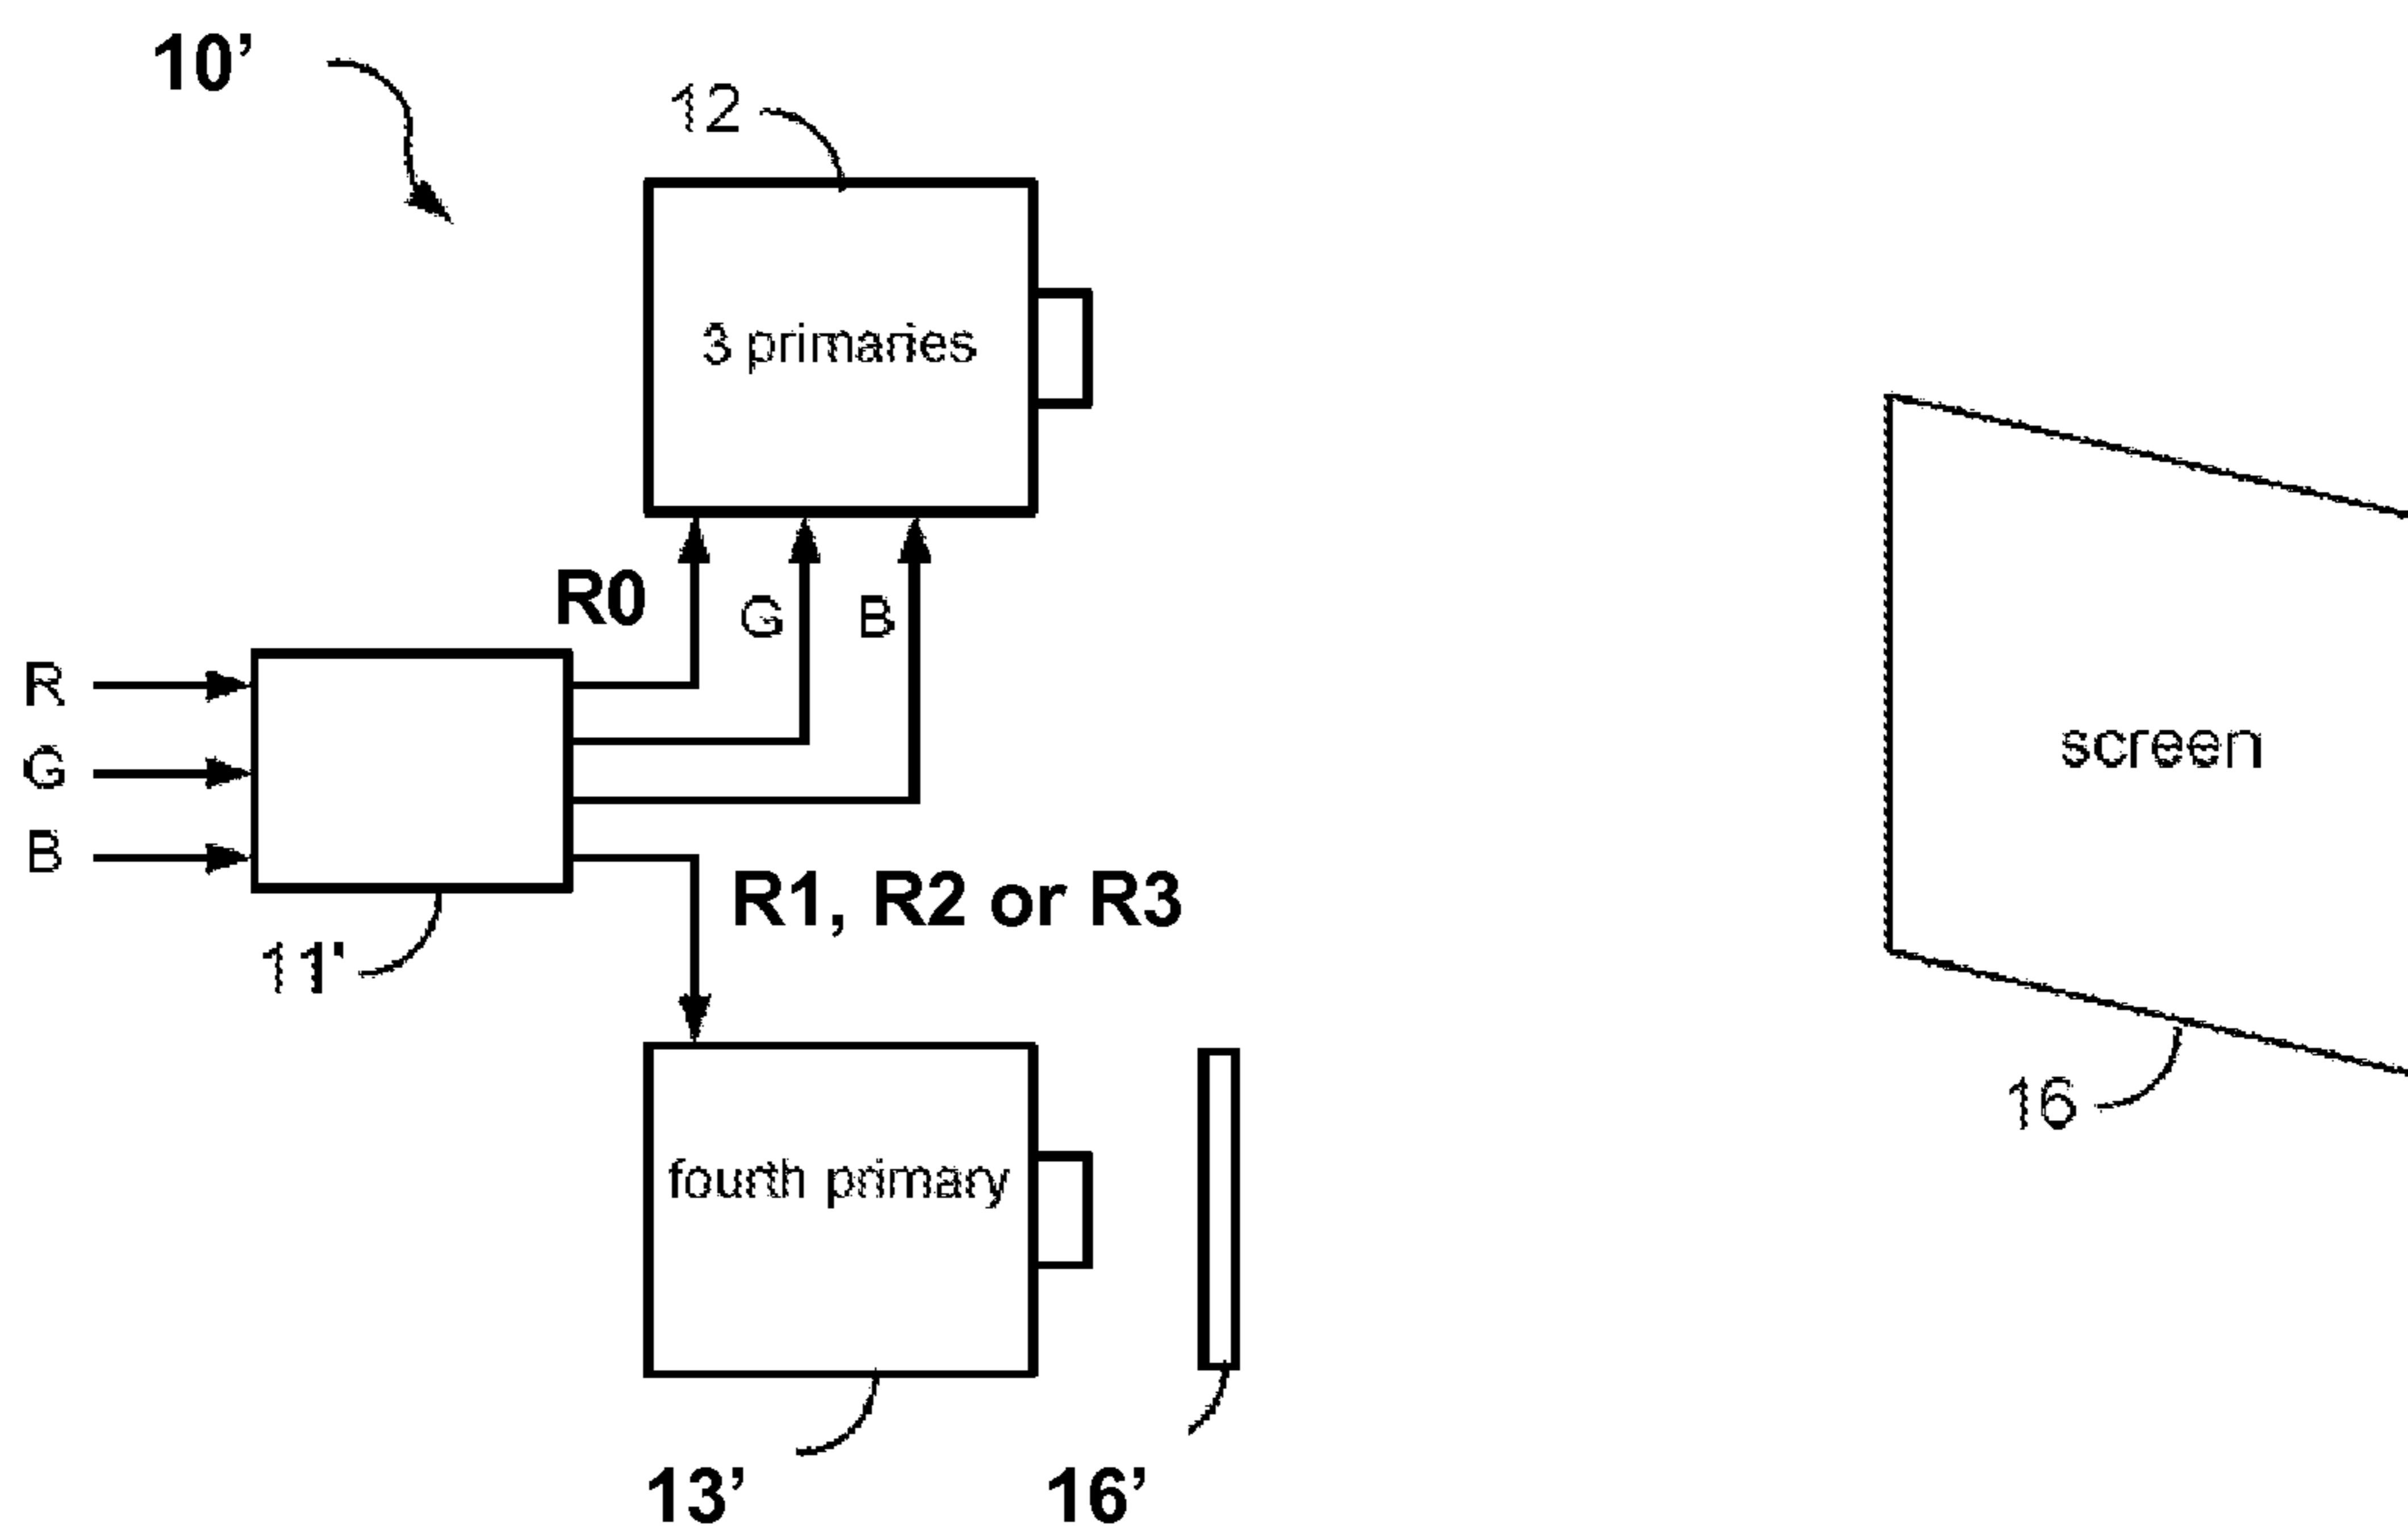 10’
12
3 primaries
R0
G
B
R
G
B
screen
R1, R2 or R3
11'
16
fourth primary
13’
16’